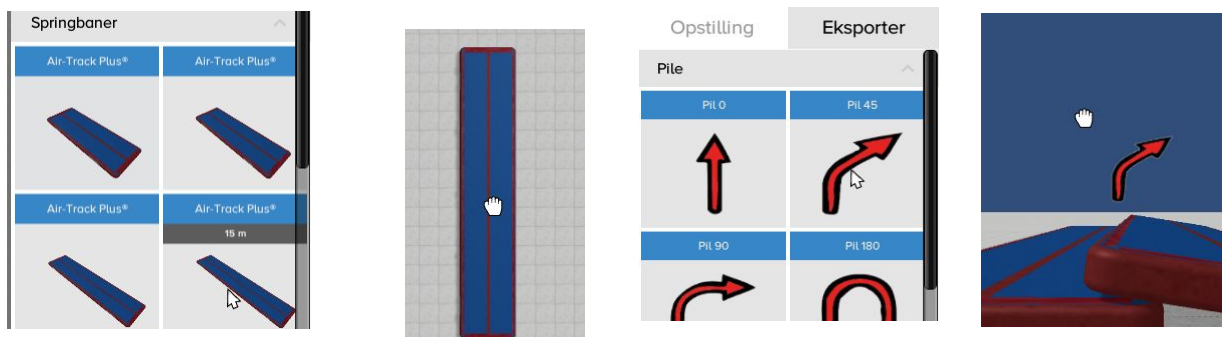 Springbaner
Air-Track Plus®
Air-Track Plus®
Air-Track Plus®
Air-Track Plus®
15 m
Opstilling
Eksporter
Pile
Pil 0
Pil 45
Pil 90
Pil 180